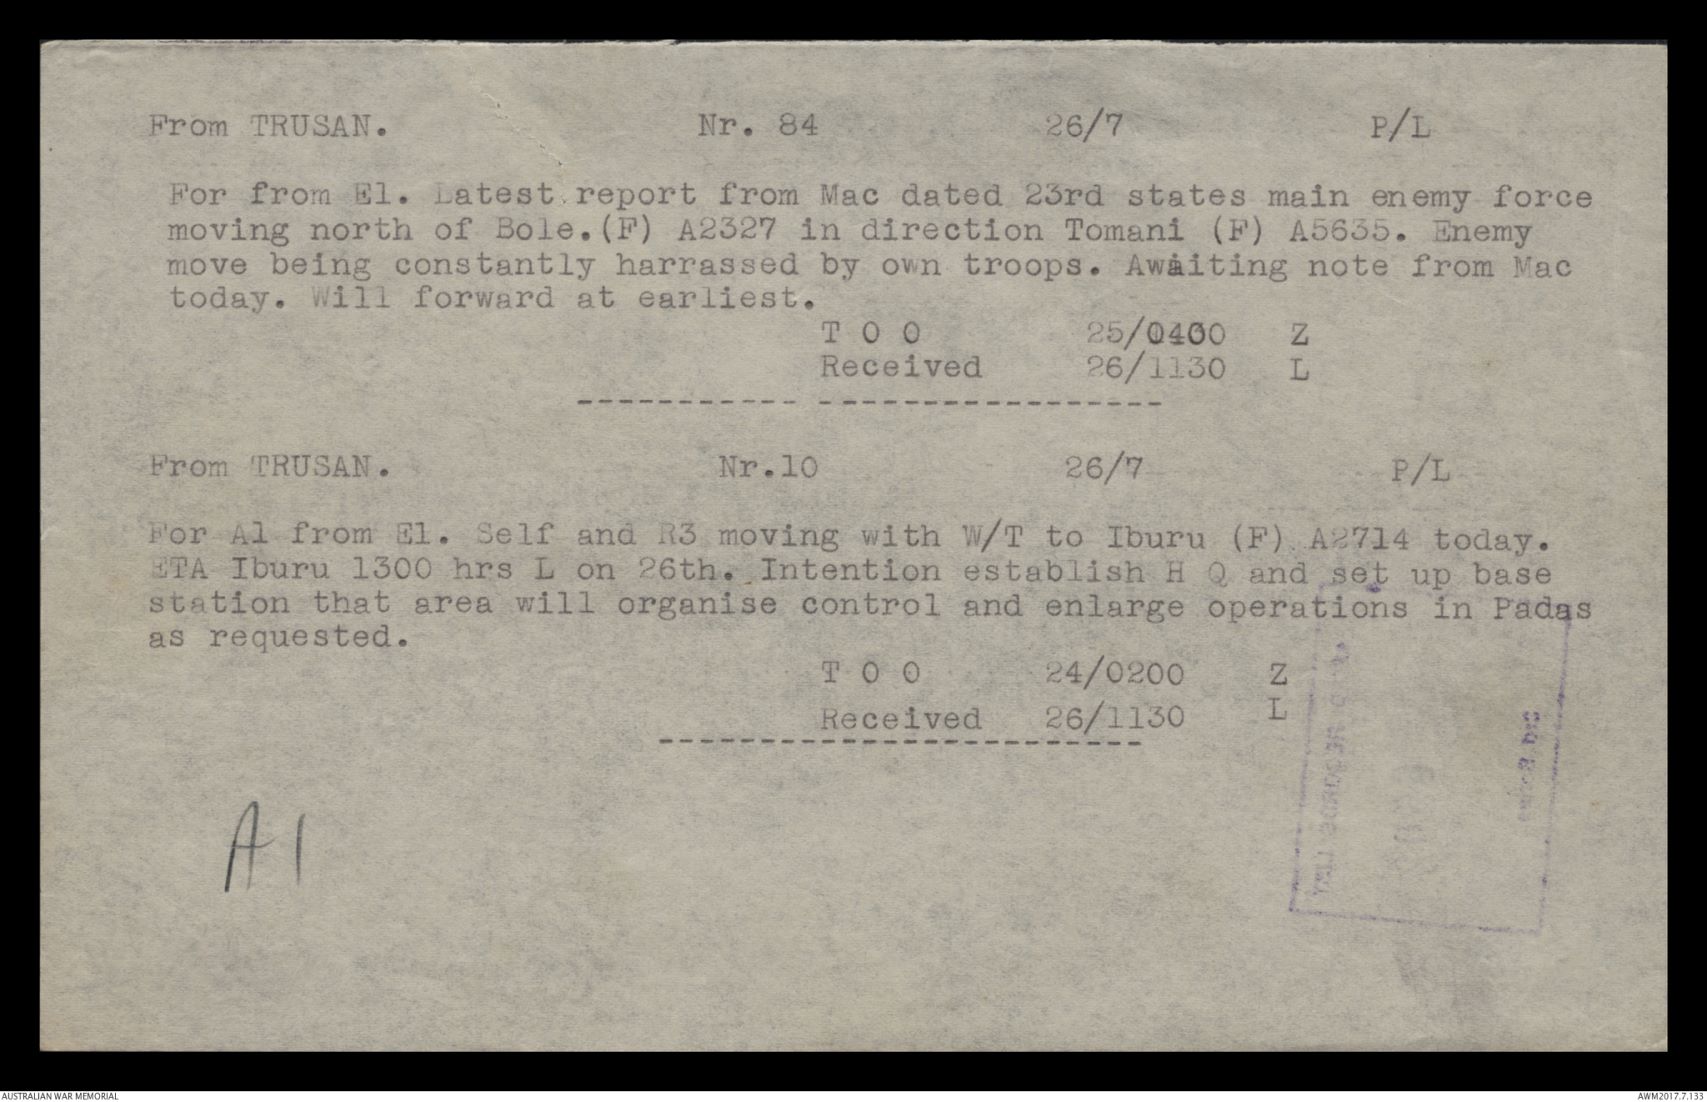 From TRUSAN. Nr. 84 26/7 P/L
For from El. Latest.report from Mac dated 23rd states main enemy force
moving north of Bole.(F) A2327 in direction Tomani (F) A5635. Enemy
move being constantly harrassed by own troops. Awaiting note from Mac
today. Will forward at earliest.
T O O 25/0400 Z
Received 26/1130 L
----------- -----------------
From TRUSAN. Nr.10 26/7 P/L
For Al from El. Self and R3 moving with W/T to Iburu (F) A2714 today.
ETA Iburu 1300 hrs L on 26th. Intention establish H Q and set up base
station that area will organise control and enlarge operations in Padas
as requested.
T O O 24/0200 Z
Received 26/1130 L
------------------------
A1
AUSTRALIAN WAR MEMORIAL AWM2017.7.133